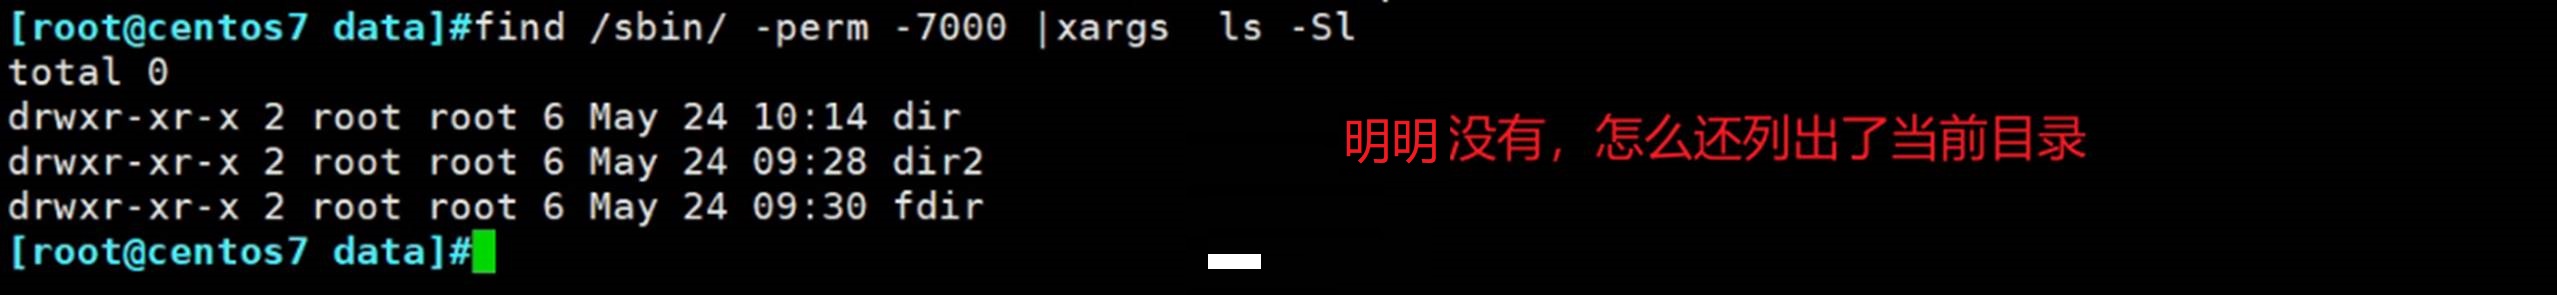 [root@centos7 data]#find /sbin/ -perm -7000 |xargs  ls -Sl
total 0
drwxr-xr-x 2 root root 6 May 24 10:14 dir
drwxr-xr-x 2 root root 6 May 24 09:28 dir2
明明没有，怎么还列出了当前目录
drwxr-xr-x 2 root root 6 May 24 09:30 fdir
[root@centos7 data]#